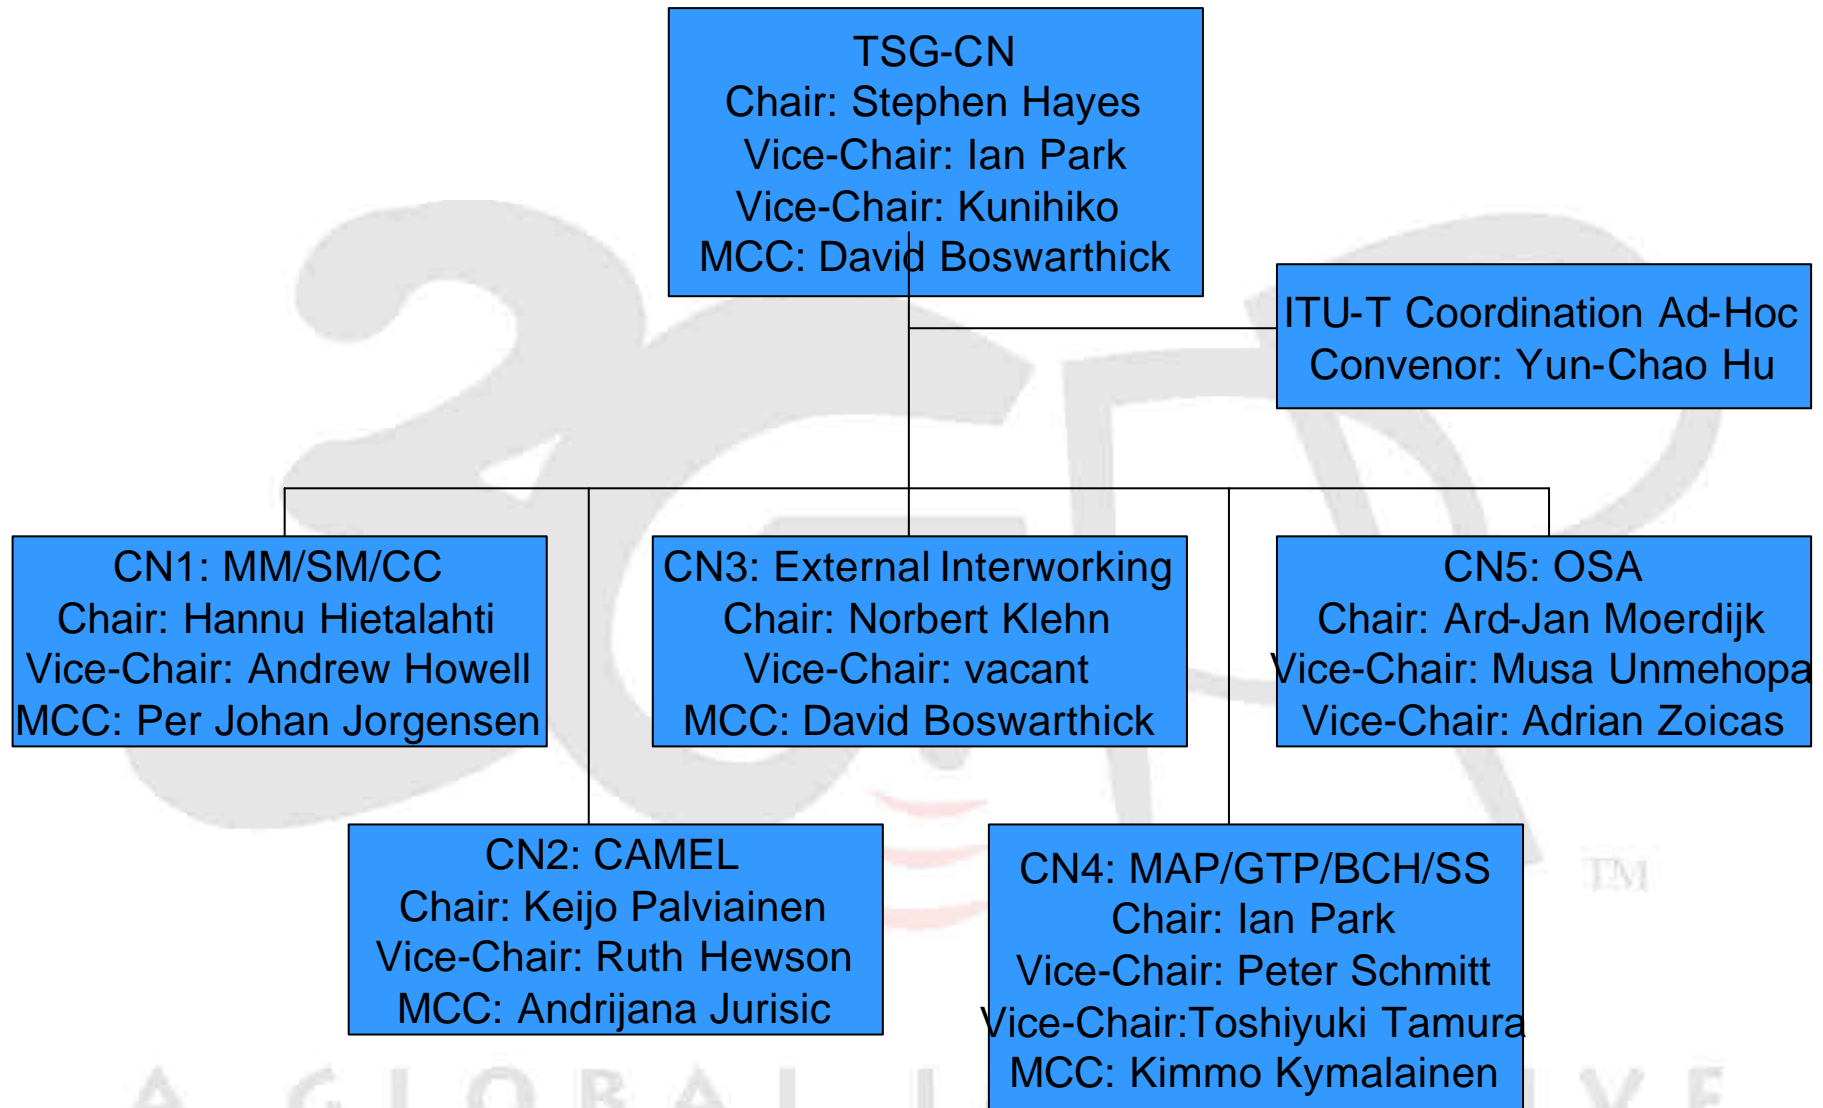 TSG-CN
Chair: Stephen Hayes
Vice-Chair: Ian Park
Vice-Chair: Kunihiko
MCC: David Boswarthick
ITU-T Coordination Ad-Hoc
Convenor: Yun-Chao Hu
CN1: MM/SM/CC
Chair: Hannu Hietalahti
Vice-Chair: Andrew Howell
MCC: Per Johan Jorgensen
CN3: External Interworking
Chair: Norbert Klehn
Vice-Chair: vacant
MCC: David Boswarthick
CN5: OSA
Chair: Ard-Jan Moerdijk
Vice-Chair: Musa Unmehopa
Vice-Chair: Adrian Zoicas
CN2: CAMEL
Chair: Keijo Palviainen
Vice-Chair: Ruth Hewson
MCC: Andrijana Jurisic
CN4: MAP/GTP/BCH/SS
Chair: Ian Park
Vice-Chair: Peter Schmitt
Vice-Chair:Toshiyuki Tamura
MCC: Kimmo Kymalainen
TM
A GLOBAL